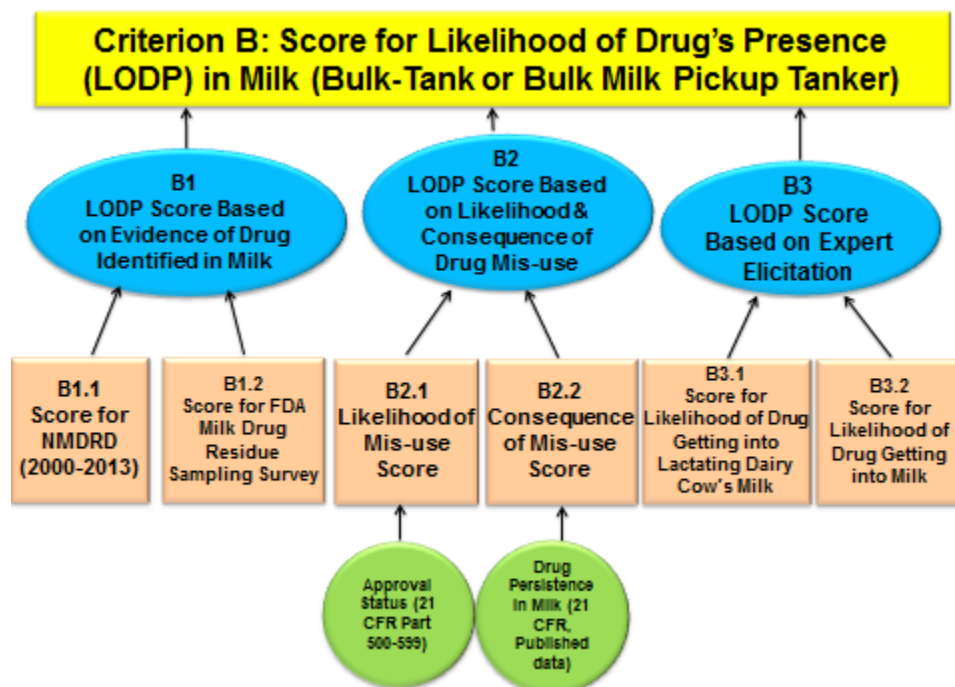 Criterion B: Score for Likelihood of Drug's Presence
(LODP) in Milk (Bulk-Tank or Bulk Milk Pickup Tanker)
B1
LODP Score Based
on Evidence of Drug
Identified in Milk
B2
LODP Score Based
on Likelihood &
Consequence of
Drug Mis-use
B3
LODP Score
Based on Expert
Elicitation
B1.1
Score for
NMDRD
(2000-2013)
B1.2
Score for FDA
Milk Drug
Residue
Sampling Survey
B2.1
Likelihood of
Mis-use
Score
B2.2
Consequence
of Mis-use
Score
B3.1
Score for
Likelihood of Drug
Getting into
Lactating Dairy
Cow's Milk
B3.2
Score for
Likelihood of
Drug Getting
into Milk
Approval
Status (21
CFR Part
500-599)
Drug
Persistence
in Milk (21
CFR,
Published
data)